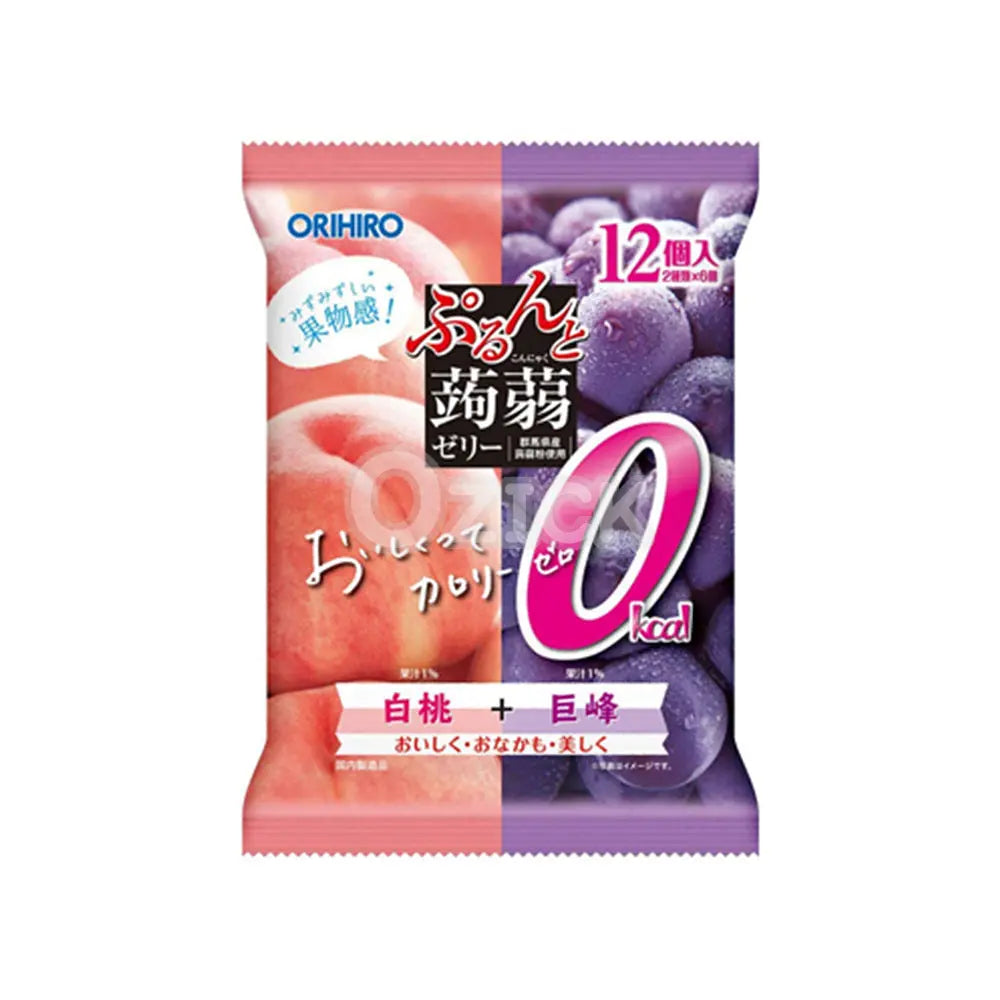 ORIHIRO
みずみずしい
果物感!
12個入
2種類×6個
ぷるんと
こんにゃく
蒟蒻
ゼリー
群馬県産
蒟蒻粉使用
OZICK
おいしくって
カロリーゼロ
0kcal
果汁1% 果汁1%
白桃 + 巨峰
おいしく・おなかも・美しく
国内製造品
※写真はイメージです。